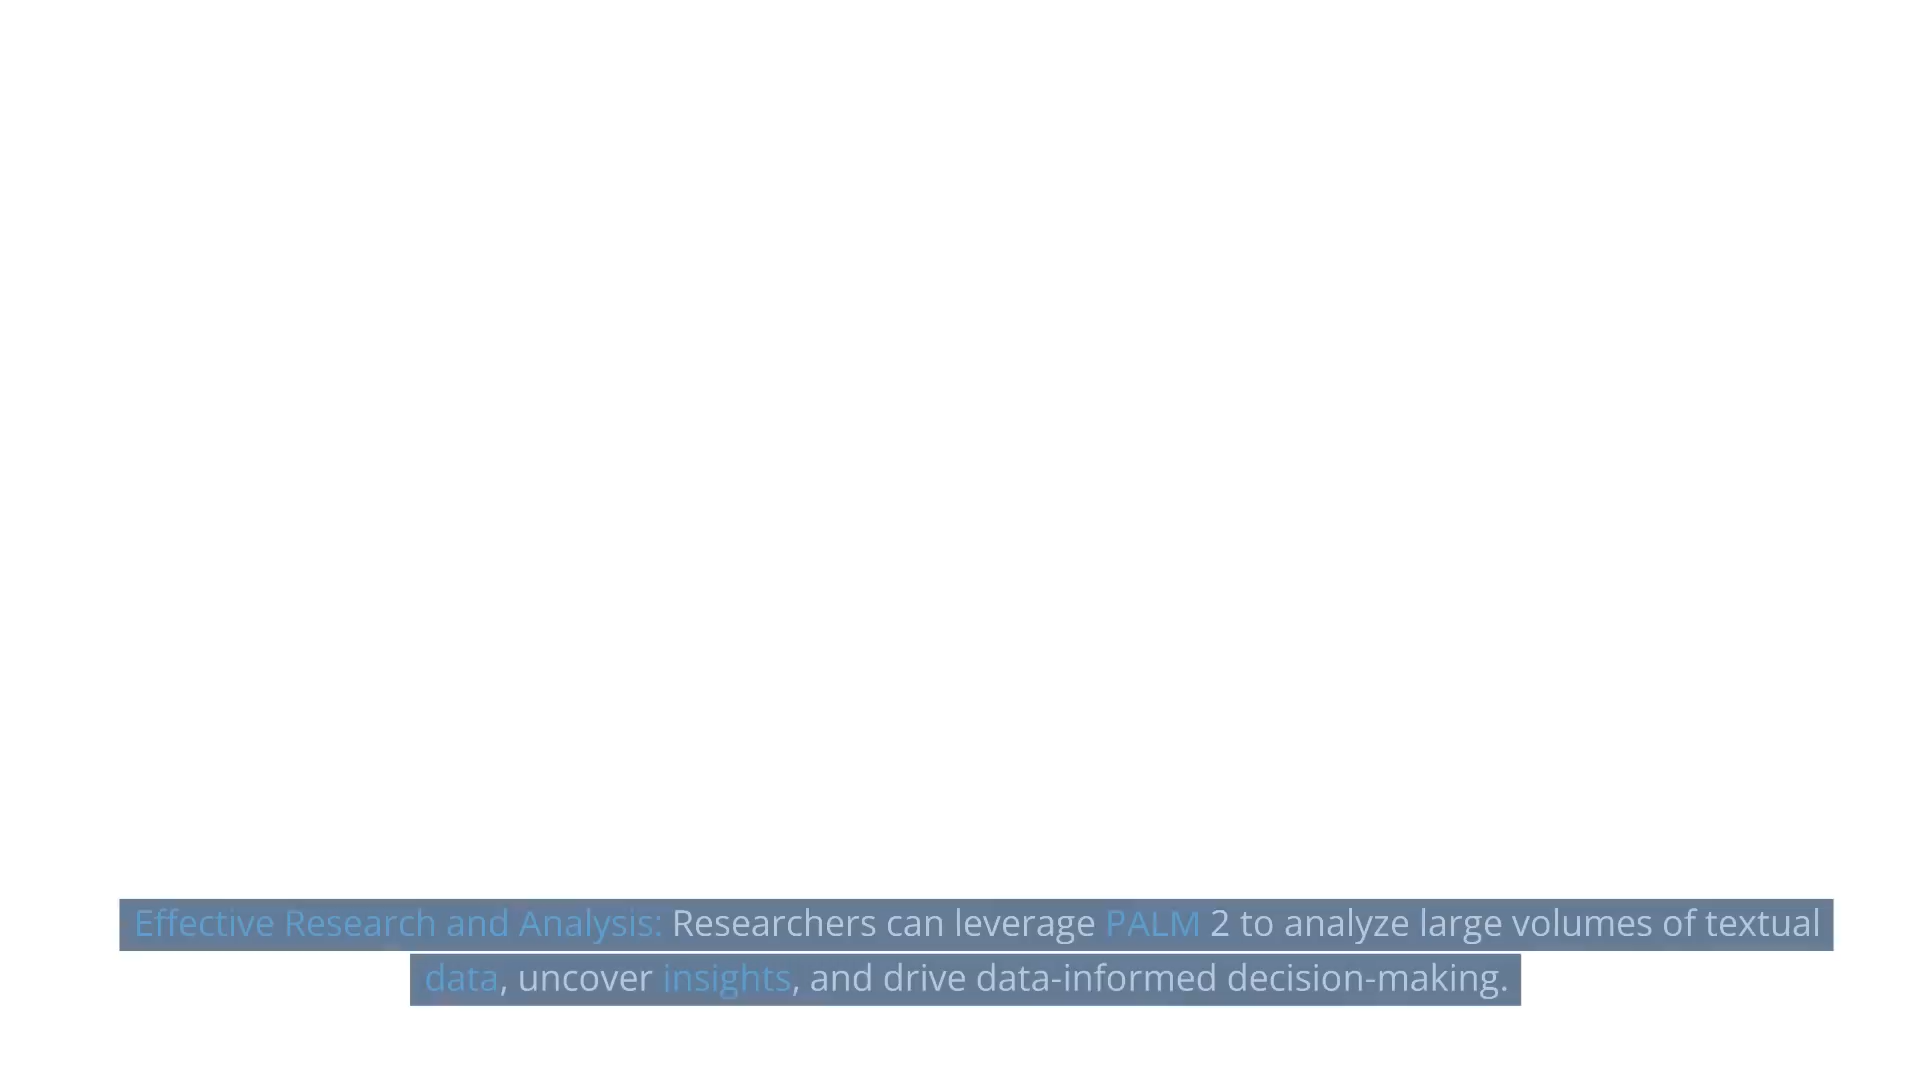 Effective Research and Analysis: Researchers can leverage PALM 2 to analyze large volumes of textual
data, uncover insights, and drive data-informed decision-making.